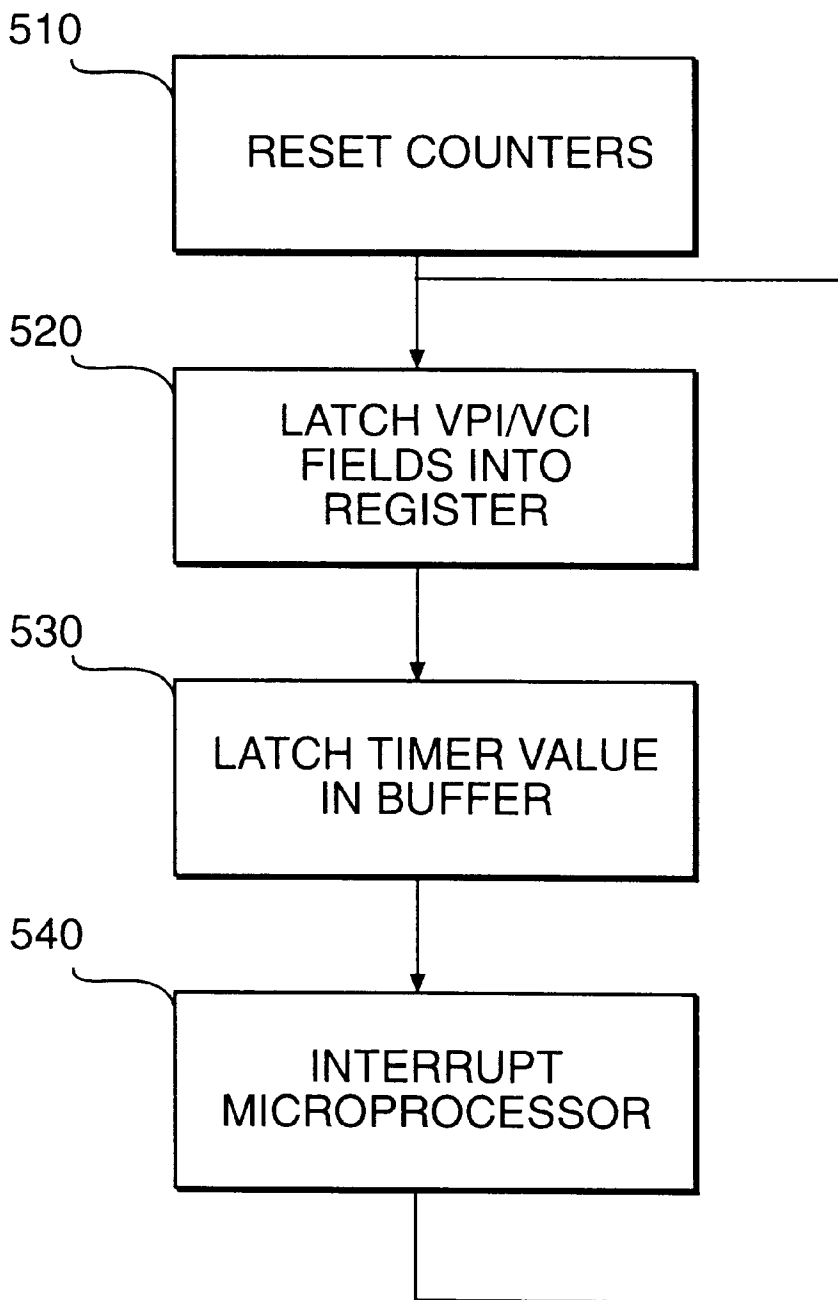 510
RESET COUNTERS
520
LATCH VPI/VCI
FIELDS INTO
REGISTER
530
LATCH TIMER VALUE
IN BUFFER
540
INTERRUPT
MICROPROCESSOR